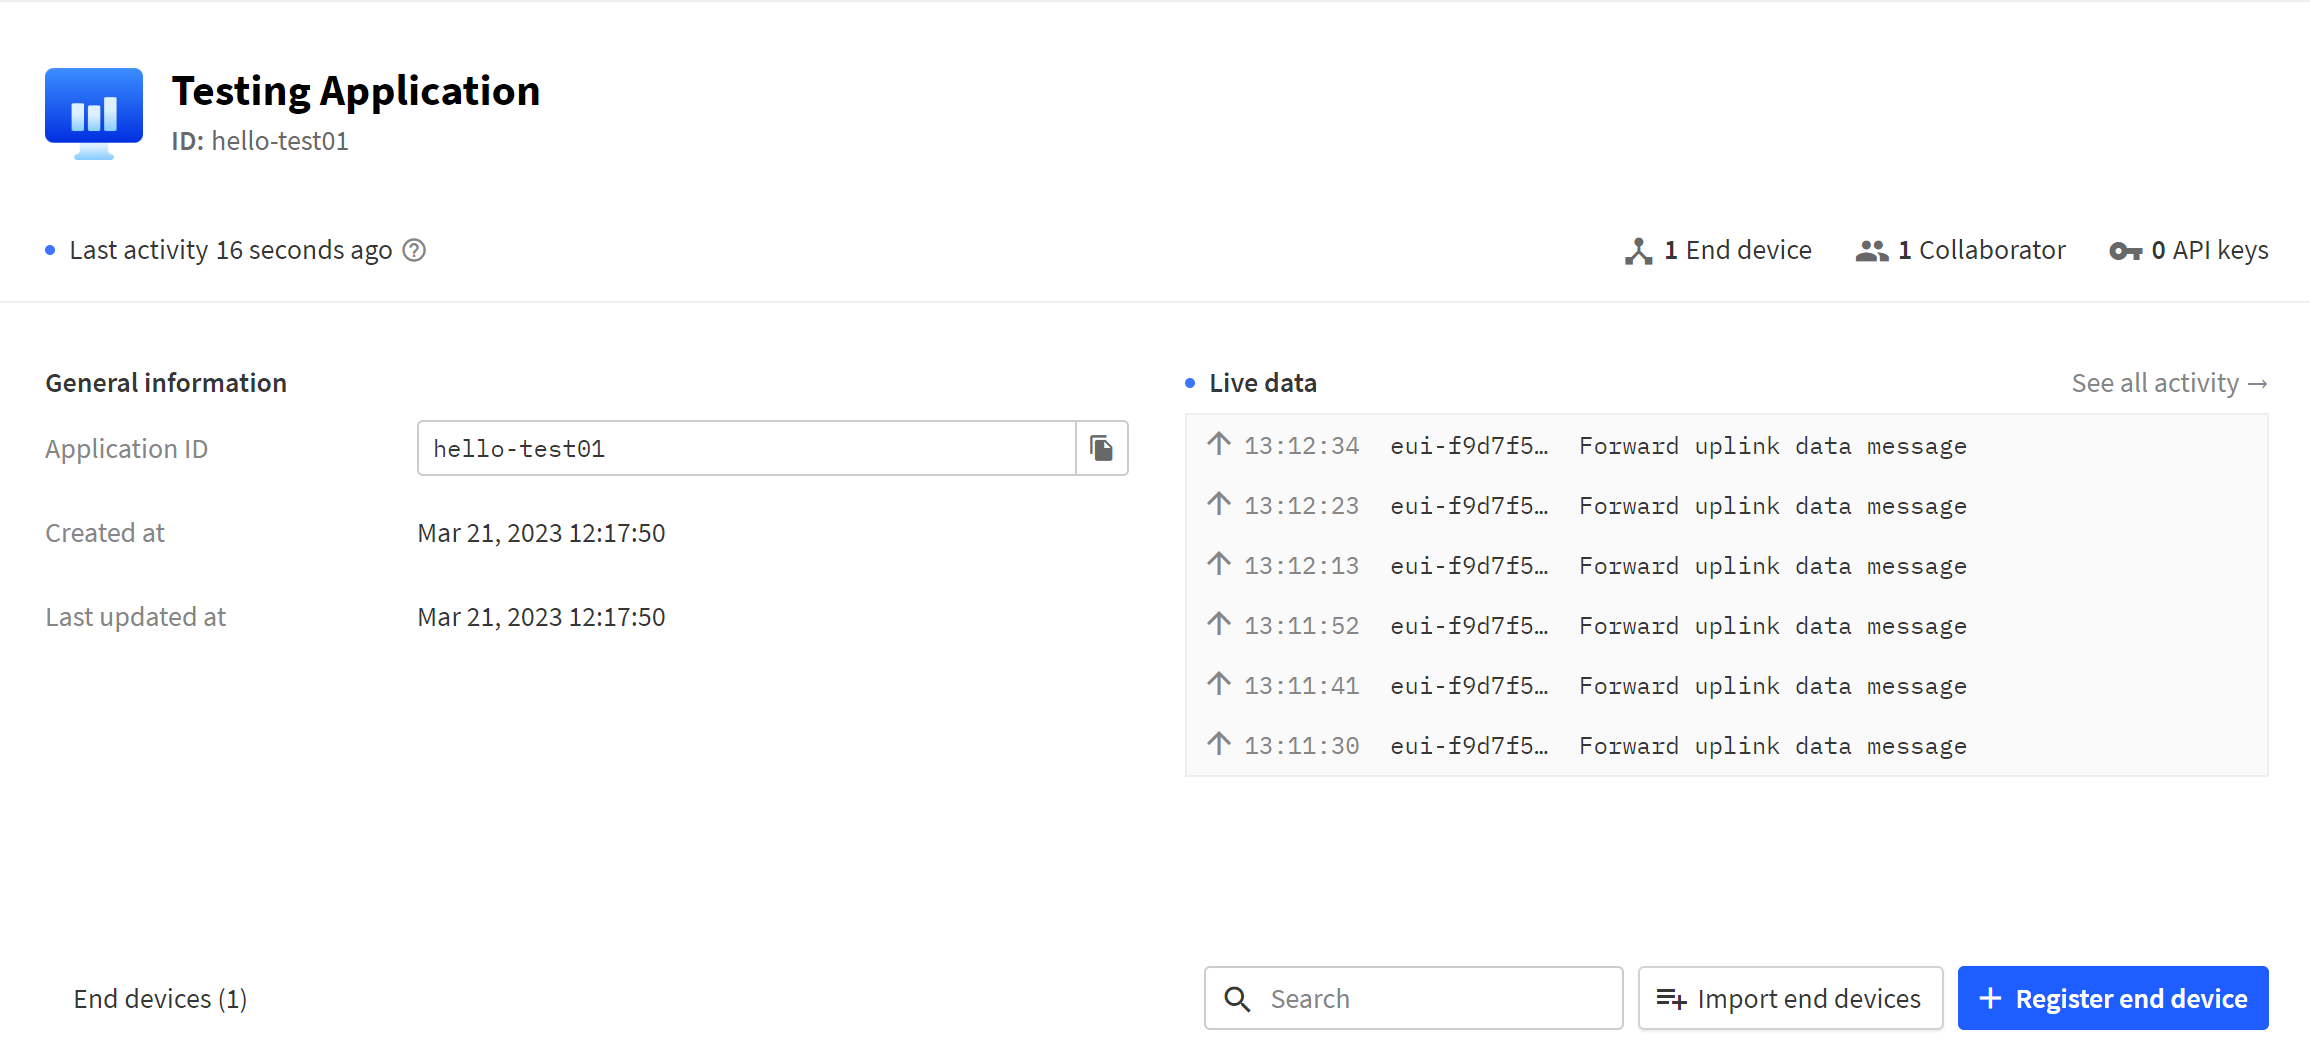 Testing Application
ID: hello-test01
Last activity 16 seconds ago
1 End device
1 Collaborator
0 API keys
General information
Application ID
hello-test01
Created at
Mar 21, 2023 12:17:50
Last updated at
Mar 21, 2023 12:17:50
Live data
See all activity →
13:12:34 eui-f9d7f5… Forward uplink data message
13:12:23 eui-f9d7f5… Forward uplink data message
13:12:13 eui-f9d7f5… Forward uplink data message
13:11:52 eui-f9d7f5… Forward uplink data message
13:11:41 eui-f9d7f5… Forward uplink data message
13:11:30 eui-f9d7f5… Forward uplink data message
End devices (1)
Search
Import end devices
Register end device